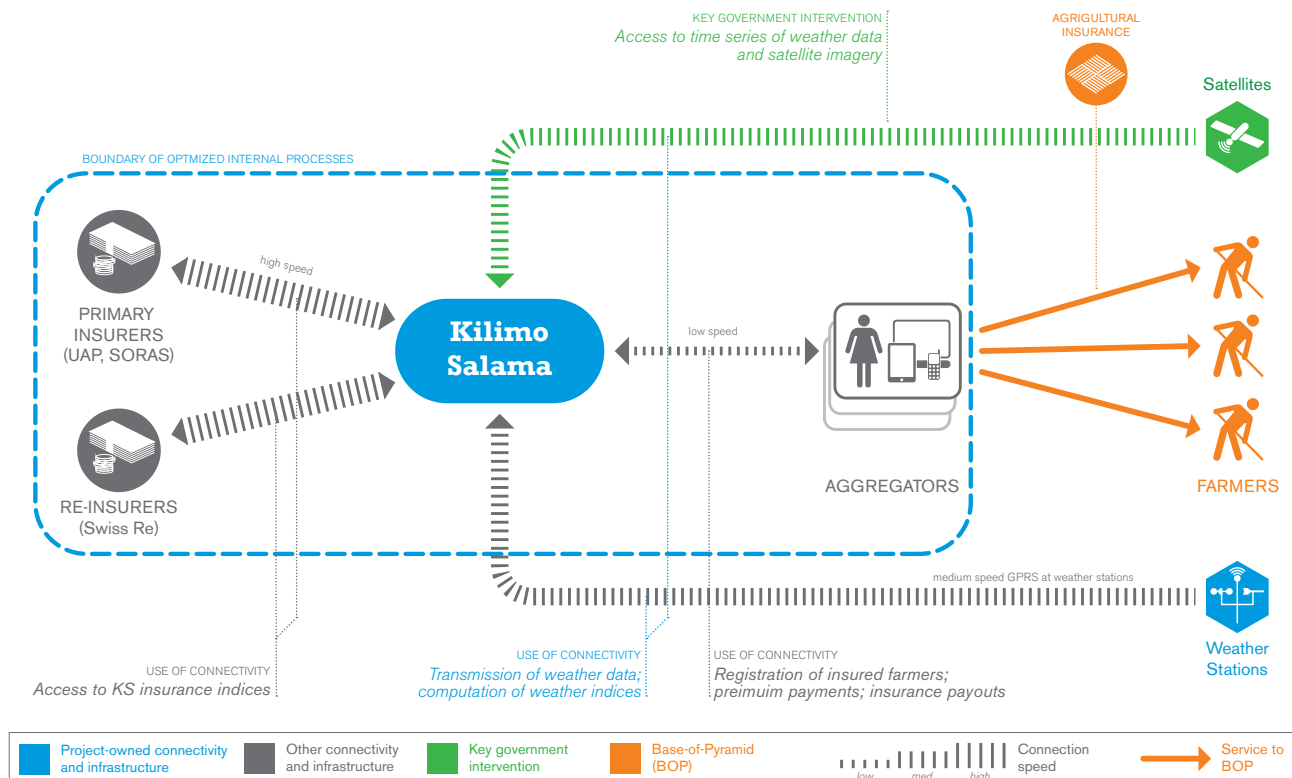 KEY GOVERNMENT INTERVENTION
Access to time series of weather data
and satellite imagery
AGRIGULTURAL
INSURANCE
Satellites
BOUNDARY OF OPTMIZED INTERNAL PROCESSES
high speed
PRIMARY
INSURERS
(UAP, SORAS)
Kilimo
Salama
low speed
RE-INSURERS
(Swiss Re)
AGGREGATORS
FARMERS
medium speed GPRS at weather stations
Weather
Stations
USE OF CONNECTIVITY
Access to KS insurance indices
USE OF CONNECTIVITY
Transmission of weather data;
computation of weather indices
USE OF CONNECTIVITY
Registration of insured farmers;
preimuim payments; insurance payouts
Project-owned connectivity
and infrastructure
Other connectivity
and infrastructure
Key government
intervention
Base-of-Pyramid
(BOP)
low med. high
Connection
speed
Service to
BOP